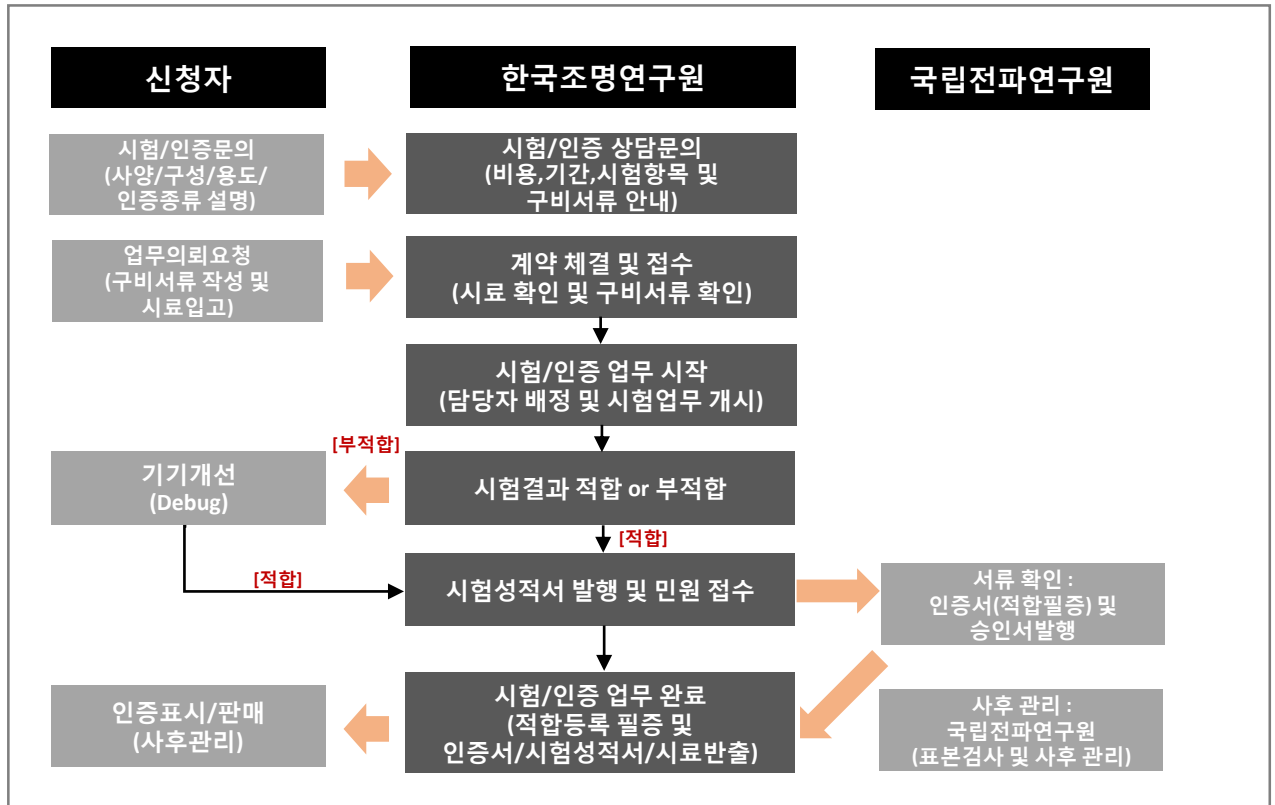 신청자
한국조명연구원
국립전파연구원
시험/인증문의
(사양/구성/용도/
인증종류 설명)
시험/인증 상담문의
(비용,기간,시험항목 및
구비서류 안내)
업무의뢰요청
(구비서류 작성 및
시료입고)
계약 체결 및 접수
(시료 확인 및 구비서류 확인)
시험/인증 업무 시작
(담당자 배정 및 시험업무 개시)
[부적합]
기기개선
(Debug)
시험결과 적합 or 부적합
[적합]
[적합]
시험성적서 발행 및 민원 접수
서류 확인 :
인증서(적합필증) 및
승인서발행
인증표시/판매
(사후관리)
시험/인증 업무 완료
(적합등록 필증 및
인증서/시험성적서/시료반출)
사후 관리 :
국립전파연구원
(표본검사 및 사후 관리)